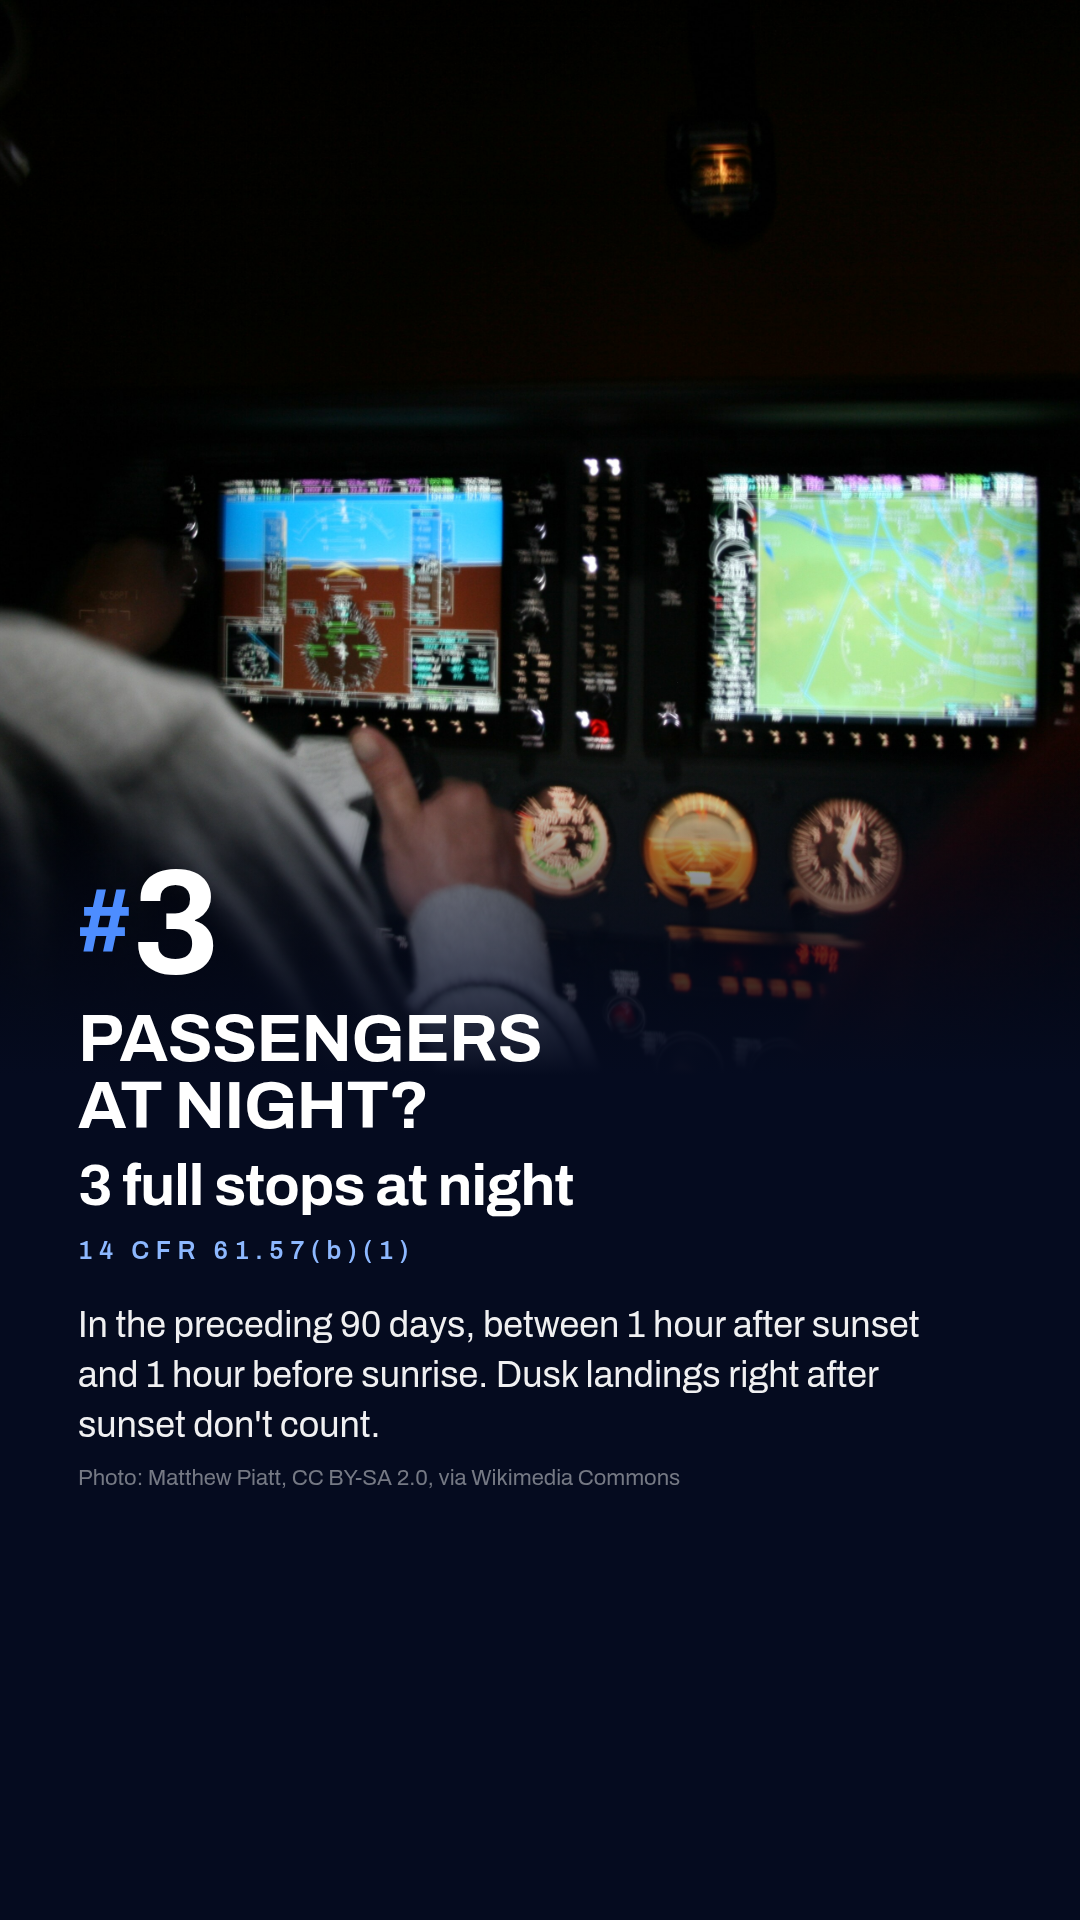 #3
PASSENGERS
AT NIGHT?
3 full stops at night
14 CFR 61.57(b)(1)
In the preceding 90 days, between 1 hour after sunset
and 1 hour before sunrise. Dusk landings right after
sunset don't count.
Photo: Matthew Piatt, CC BY-SA 2.0, via Wikimedia Commons